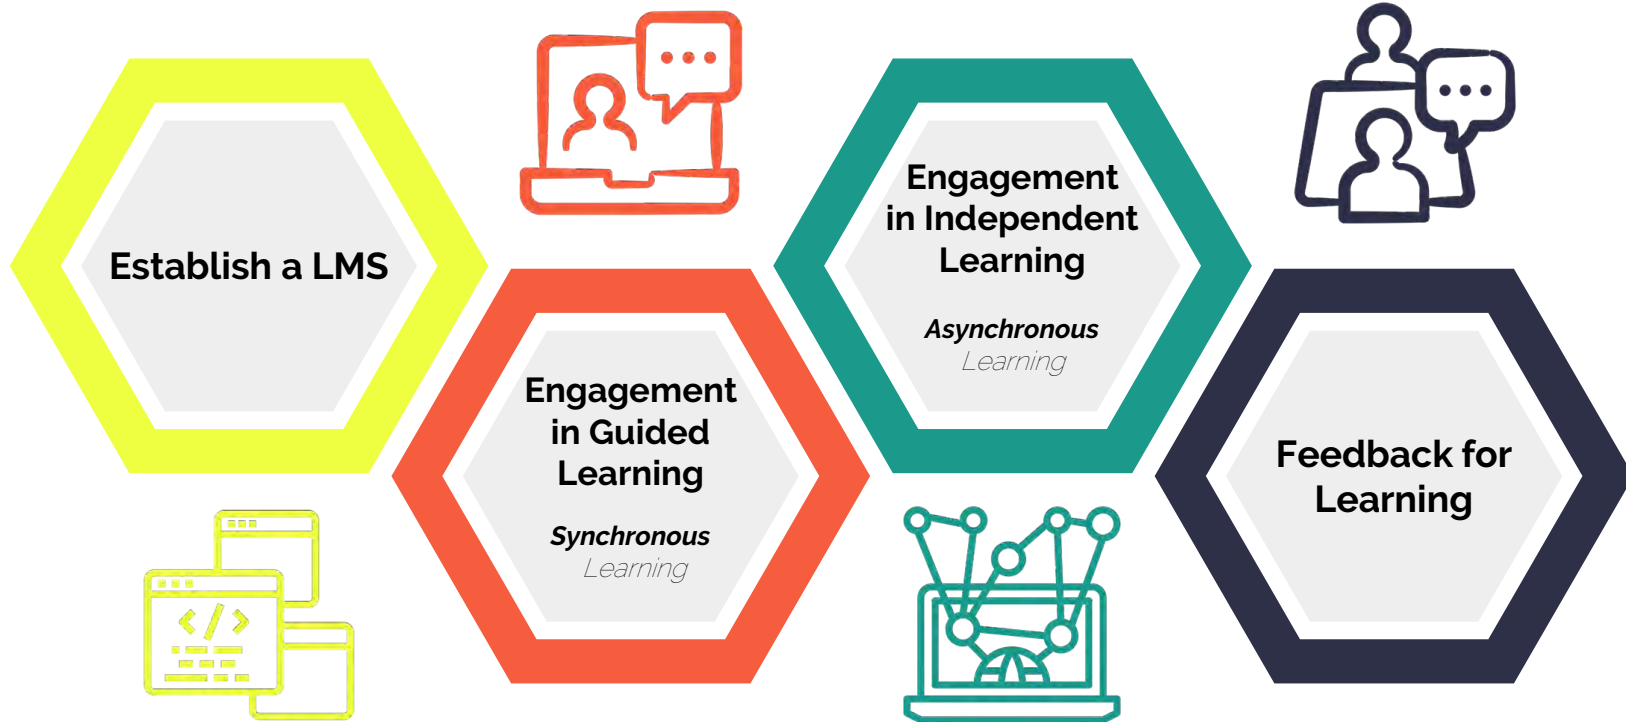 Establish a LMS
Engagement
in Guided
Learning
Synchronous
Learning
Engagement
in Independent
Learning
Asynchronous
Learning
Feedback for
Learning